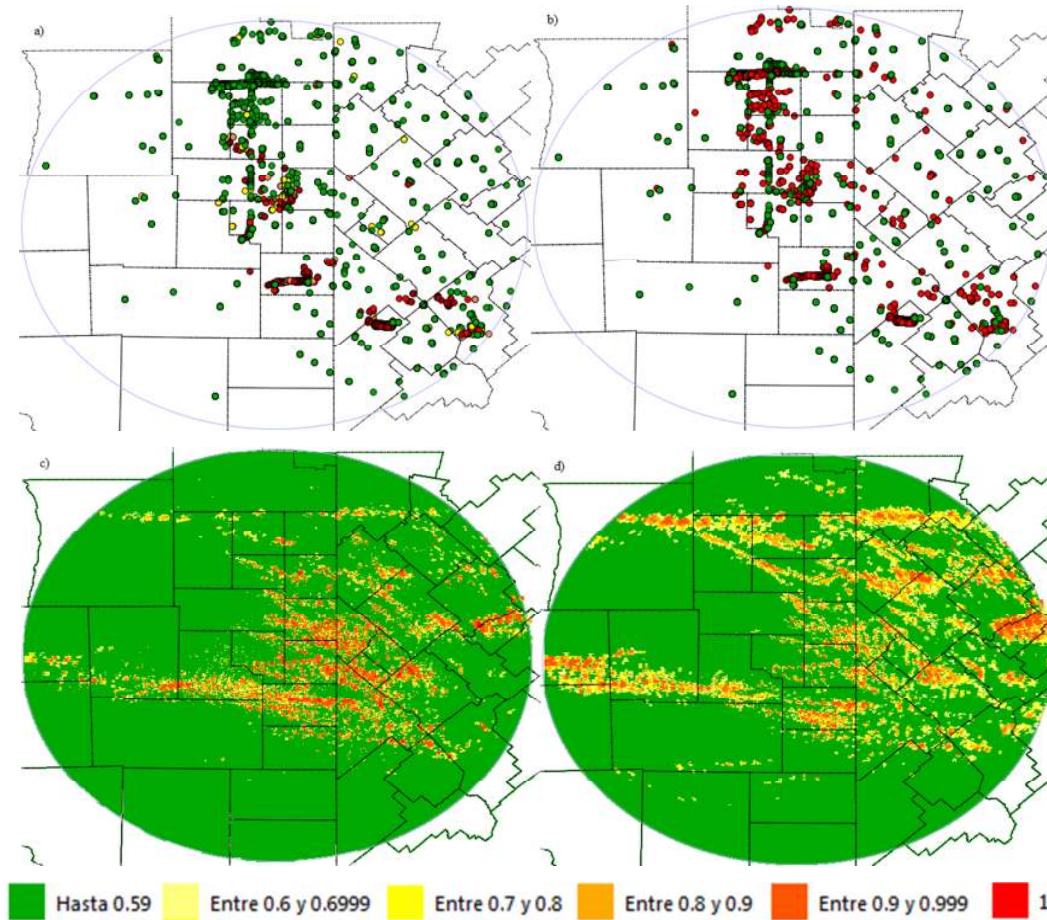 a)
b)
c)
d)
Hasta 0.59
Entre 0.6 y 0.6999
Entre 0.7 y 0.8
Entre 0.8 y 0.9
Entre 0.9 y 0.999
1